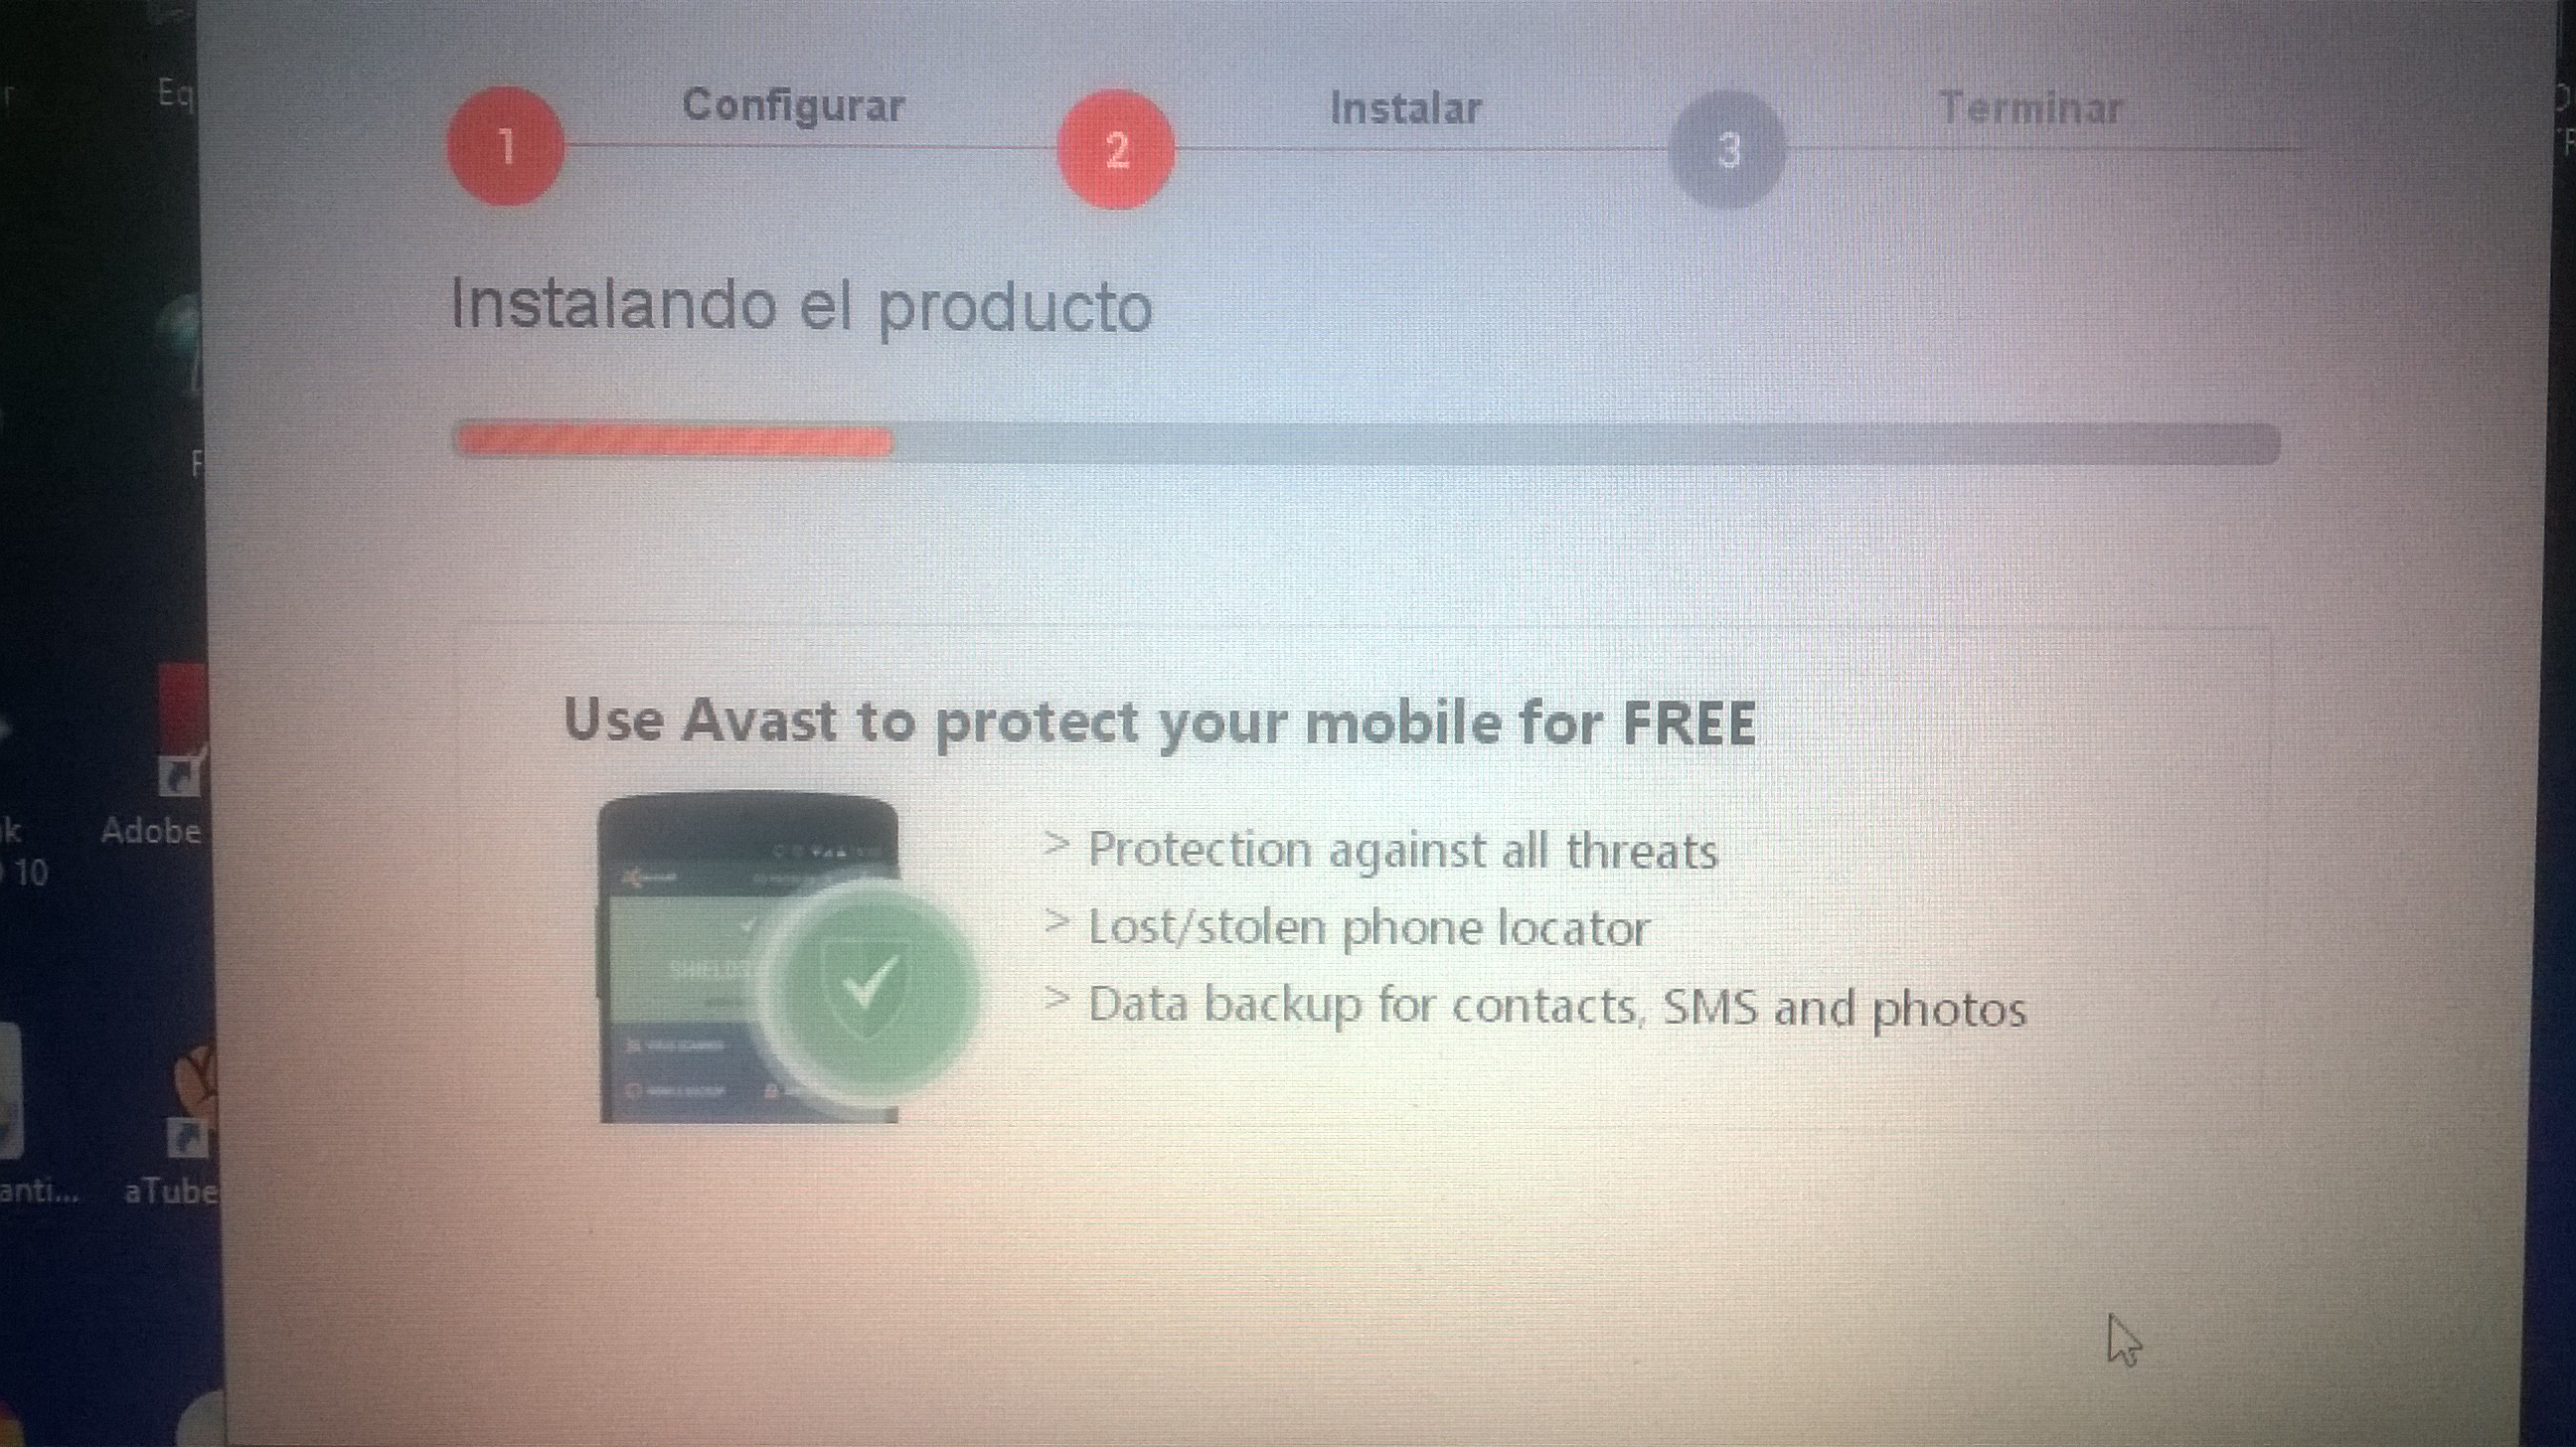 Eq
1
Configurar
2
Instalar
3
Terminar
Instalando el producto
Use Avast to protect your mobile for FREE
> Protection against all threats
> Lost/stolen phone locator
> Data backup for contacts, SMS and photos
SHIELDS
Adobe
10
anti...
aTube